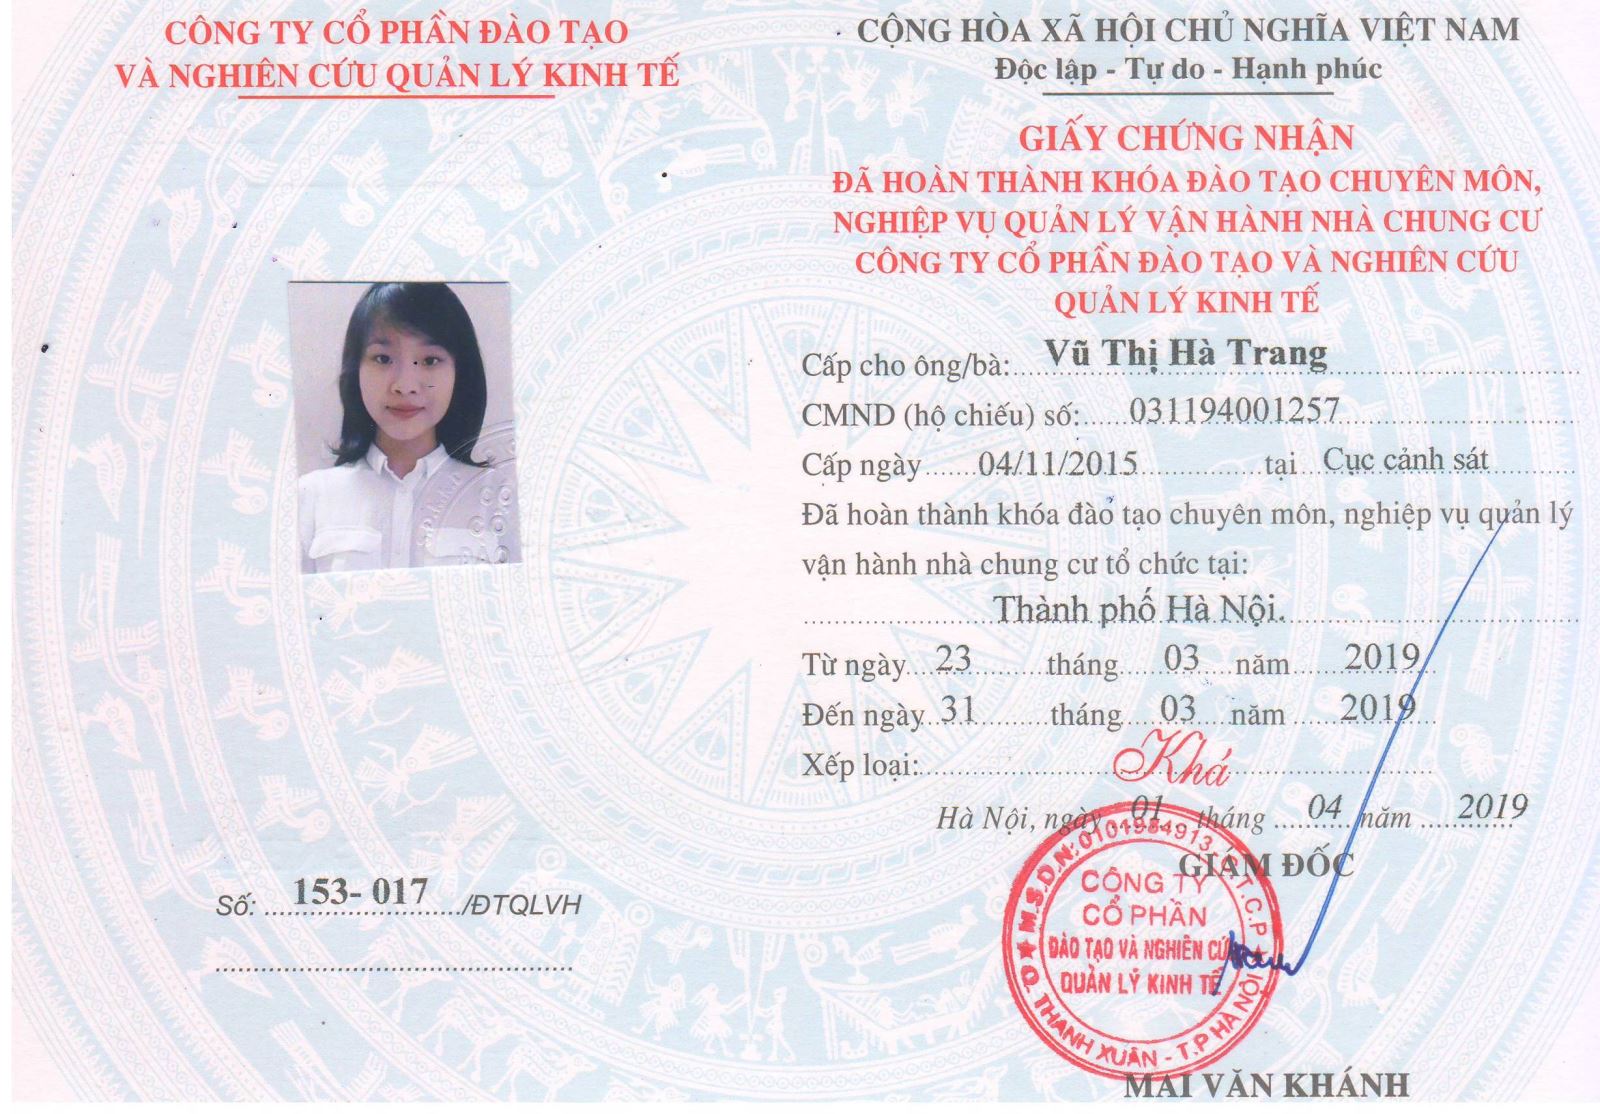 CÔNG TY CỔ PHẦN ĐÀO TẠO
VÀ NGHIÊN CỨU QUẢN LÝ KINH TẾ
Số: 153- 017 /ĐTQLVH
CỘNG HÒA XÃ HỘI CHỦ NGHĨA VIỆT NAM
Độc lập - Tự do - Hạnh phúc
GIẤY CHỨNG NHẬN
ĐÃ HOÀN THÀNH KHÓA ĐÀO TẠO CHUYÊN MÔN,
NGHIỆP VỤ QUẢN LÝ VẬN HÀNH NHÀ CHUNG CƯ
CÔNG TY CỔ PHẦN ĐÀO TẠO VÀ NGHIÊN CỨU
QUẢN LÝ KINH TẾ
Cấp cho ông/bà: Vũ Thị Hà Trang
CMND (hộ chiếu) số: 031194001257
Cấp ngày 04/11/2015 tại Cục cảnh sát
Đã hoàn thành khóa đào tạo chuyên môn, nghiệp vụ quản lý
vận hành nhà chung cư tổ chức tại:
Thành phố Hà Nội.
Từ ngày 23 tháng 03 năm 2019
Đến ngày 31 tháng 03 năm 2019
Xếp loại: Khá
Hà Nội, ngày 01 tháng 04 năm 2019
GIÁM ĐỐC
M.S.D.N: 0101984913 - C.T.C.P
CÔNG TY
CỔ PHẦN
ĐÀO TẠO VÀ NGHIÊN CỨU
QUẢN LÝ KINH TẾ
Q. THANH XUÂN - T.P HÀ NỘI
MAI VĂN KHÁNH